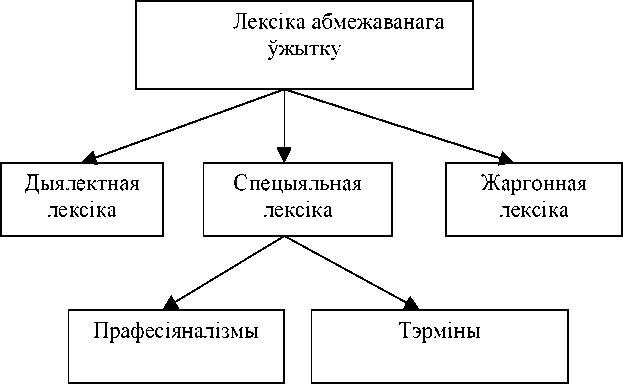 Лексіка абмежаванага
ўжытку
Дыялектная
лексіка
Спецыяльная
лексіка
Жаргонная
лексіка
Прафесіяналізмы
Тэрміны